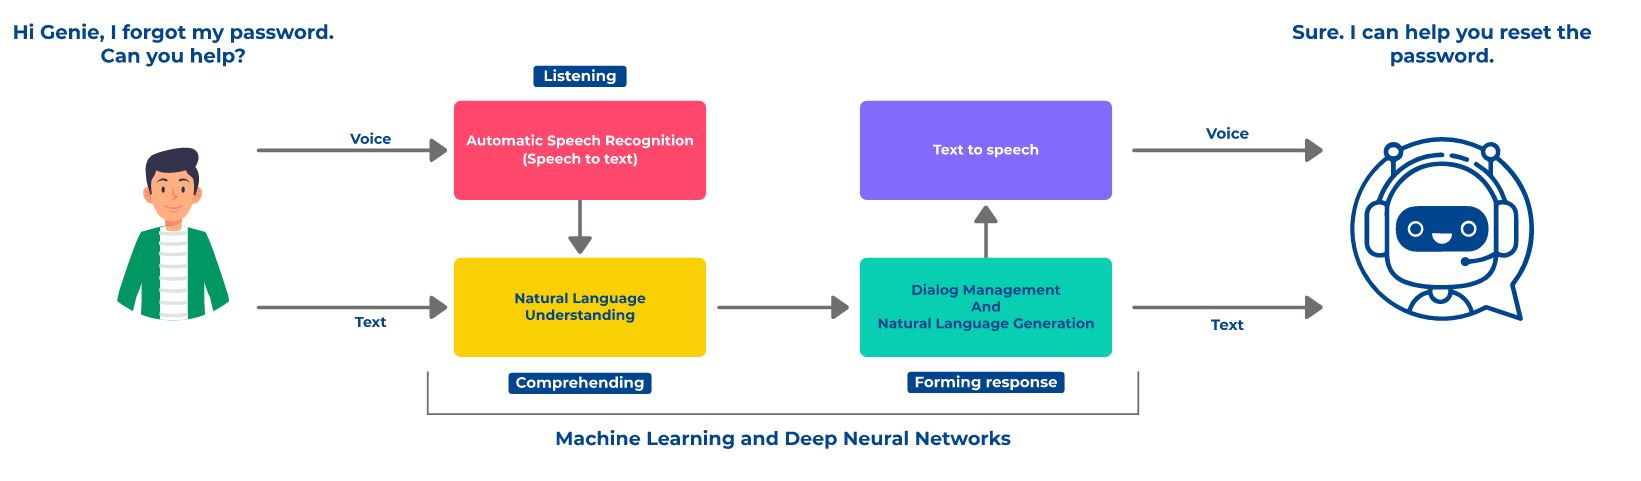 Hi Genie, I forgot my password.
Can you help?
Sure. I can help you reset the
password.
Listening
Voice
Automatic Speech Recognition
(Speech to text)
Text to speech
Voice
Text
Natural Language
Understanding
Dialog Management
And
Natural Language Generation
Text
Comprehending
Forming response
Machine Learning and Deep Neural Networks